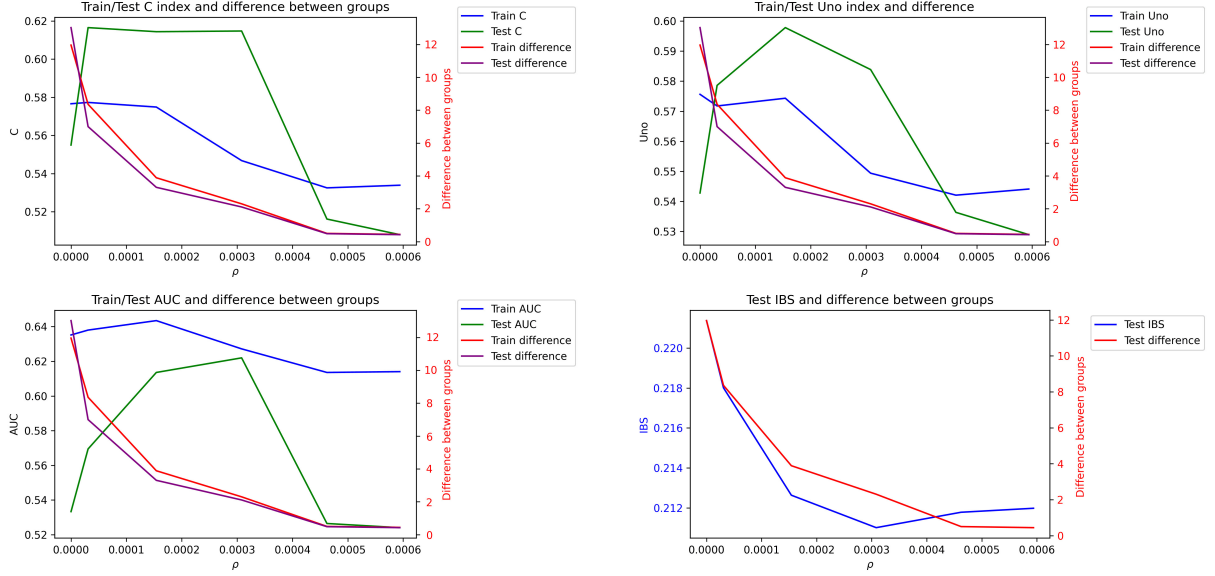 Train/Test C index and difference between groups
0.62
0.60
0.58
0.56
0.54
0.52
C
0.0000 0.0001 0.0002 0.0003 0.0004 0.0005 0.0006
ρ
12
10
8
6
4
2
0
Difference between groups
Train C
Test C
Train difference
Test difference
Train/Test Uno index and difference
0.60
0.59
0.58
0.57
0.56
0.55
0.54
0.53
Uno
0.0000 0.0001 0.0002 0.0003 0.0004 0.0005 0.0006
ρ
12
10
8
6
4
2
0
Difference between groups
Train Uno
Test Uno
Train difference
Test difference
Train/Test AUC and difference between groups
0.64
0.62
0.60
0.58
0.56
0.54
0.52
AUC
0.0000 0.0001 0.0002 0.0003 0.0004 0.0005 0.0006
ρ
12
10
8
6
4
2
0
Difference between groups
Train AUC
Test AUC
Train difference
Test difference
Test IBS and difference between groups
0.220
0.218
0.216
0.214
0.212
IBS
0.0000 0.0001 0.0002 0.0003 0.0004 0.0005 0.0006
ρ
12
10
8
6
4
2
0
Difference between groups
Test IBS
Test difference